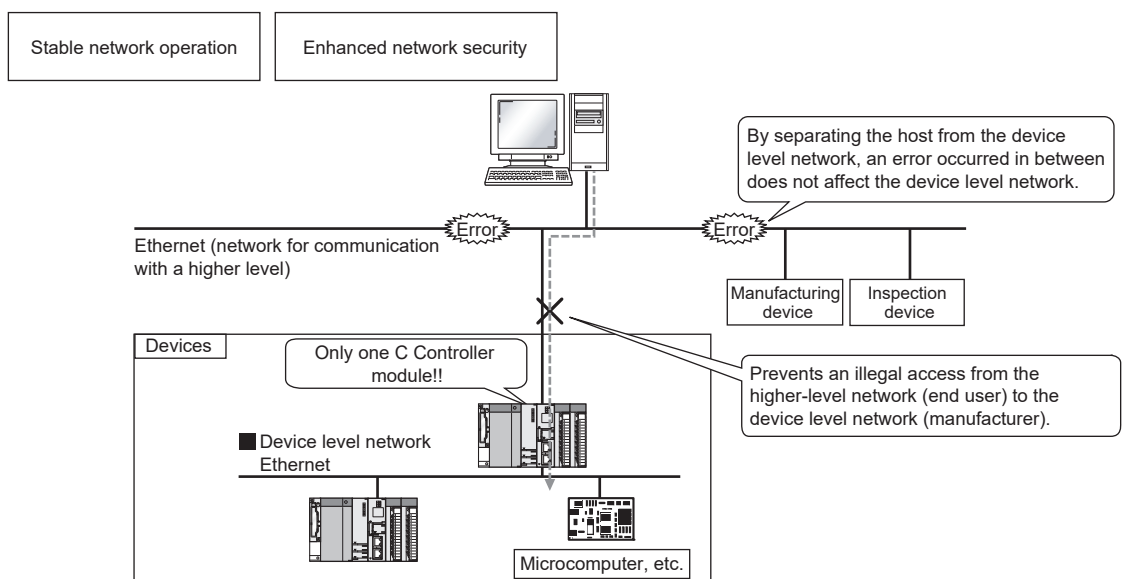 Stable network operation
Enhanced network security
By separating the host from the device
level network, an error occurred in between
does not affect the device level network.
Error
Error
Ethernet (network for communication
with a higher level)
Manufacturing
device
Inspection
device
Devices
Only one C Controller
module!!
Prevents an illegal access from the
higher-level network (end user) to the
device level network (manufacturer).
Device level network
Ethernet
Microcomputer, etc.